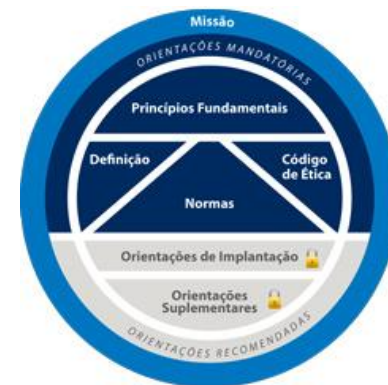 Missão
ORIENTAÇÕES MANDATÓRIAS
Princípios Fundamentais
Definição
Código
de Ética
Normas
Orientações de Implantação
Orientações
Suplementares
ORIENTAÇÕES RECOMENDADAS